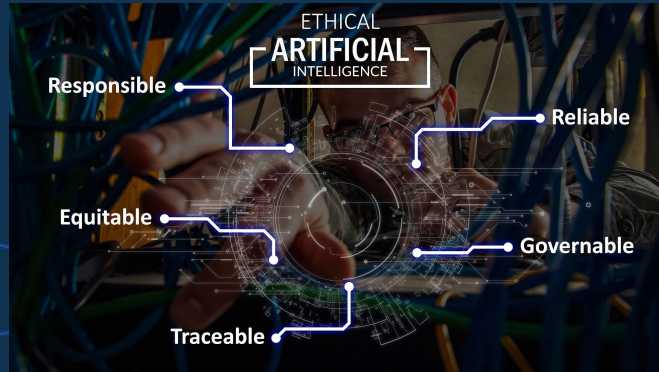 ETHICAL
ARTIFICIAL
INTELLIGENCE
Responsible
Reliable
Equitable
Governable
Traceable